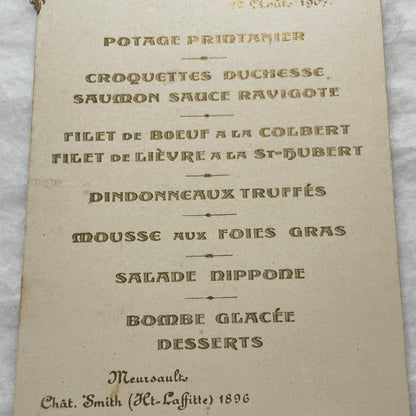 Août 1907.
POTAGE PRINTANIER
CROQUETTES DUCHESSE
SAUMON SAUCE RAVIGOTE
FILET DE BOEUF A LA COLBERT
FILET DE LIÈVRE A LA ST-HUBERT
DINDONNEAUX TRUFFÉS
MOUSSE AUX FOIES GRAS
SALADE NIPPONE
BOMBE GLACÉE
DESSERTS
Meursault
Chât. Smith (Ht-Laffitte) 1896